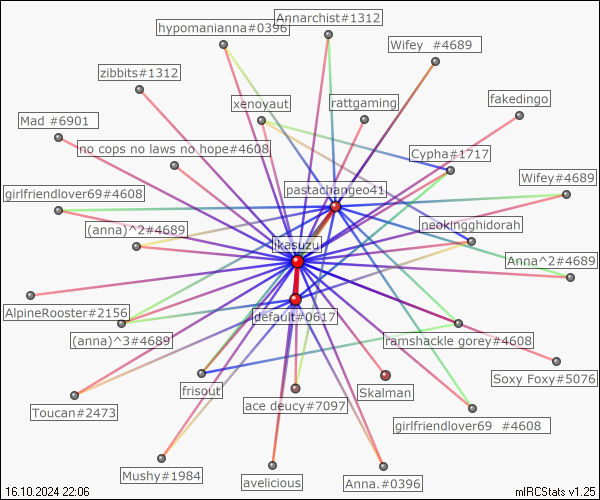 Annarchist#1312
hypomanianna#0396
Wifey  #4689
zibbits#1312
xenoyaut
rattgaming
fakedingo
Mad #6901
no cops no laws no hope#4608
Cypha#1717
pastachangeo41
Wifey#4689
girlfriendlover69#4608
(anna)^2#4689
neokingghidorah
ikasuzu
Anna^2#4689
AlpineRooster#2156
default#0617
(anna)^3#4689
ramshackle gorey#4608
Soxy Foxy#5076
frisout
Skalman
ace deucy#7097
Toucan#2473
girlfriendlover69  #4608
Mushy#1984
avelicious
Anna.#0396
16.10.2024 22:06
mIRCStats v1.25